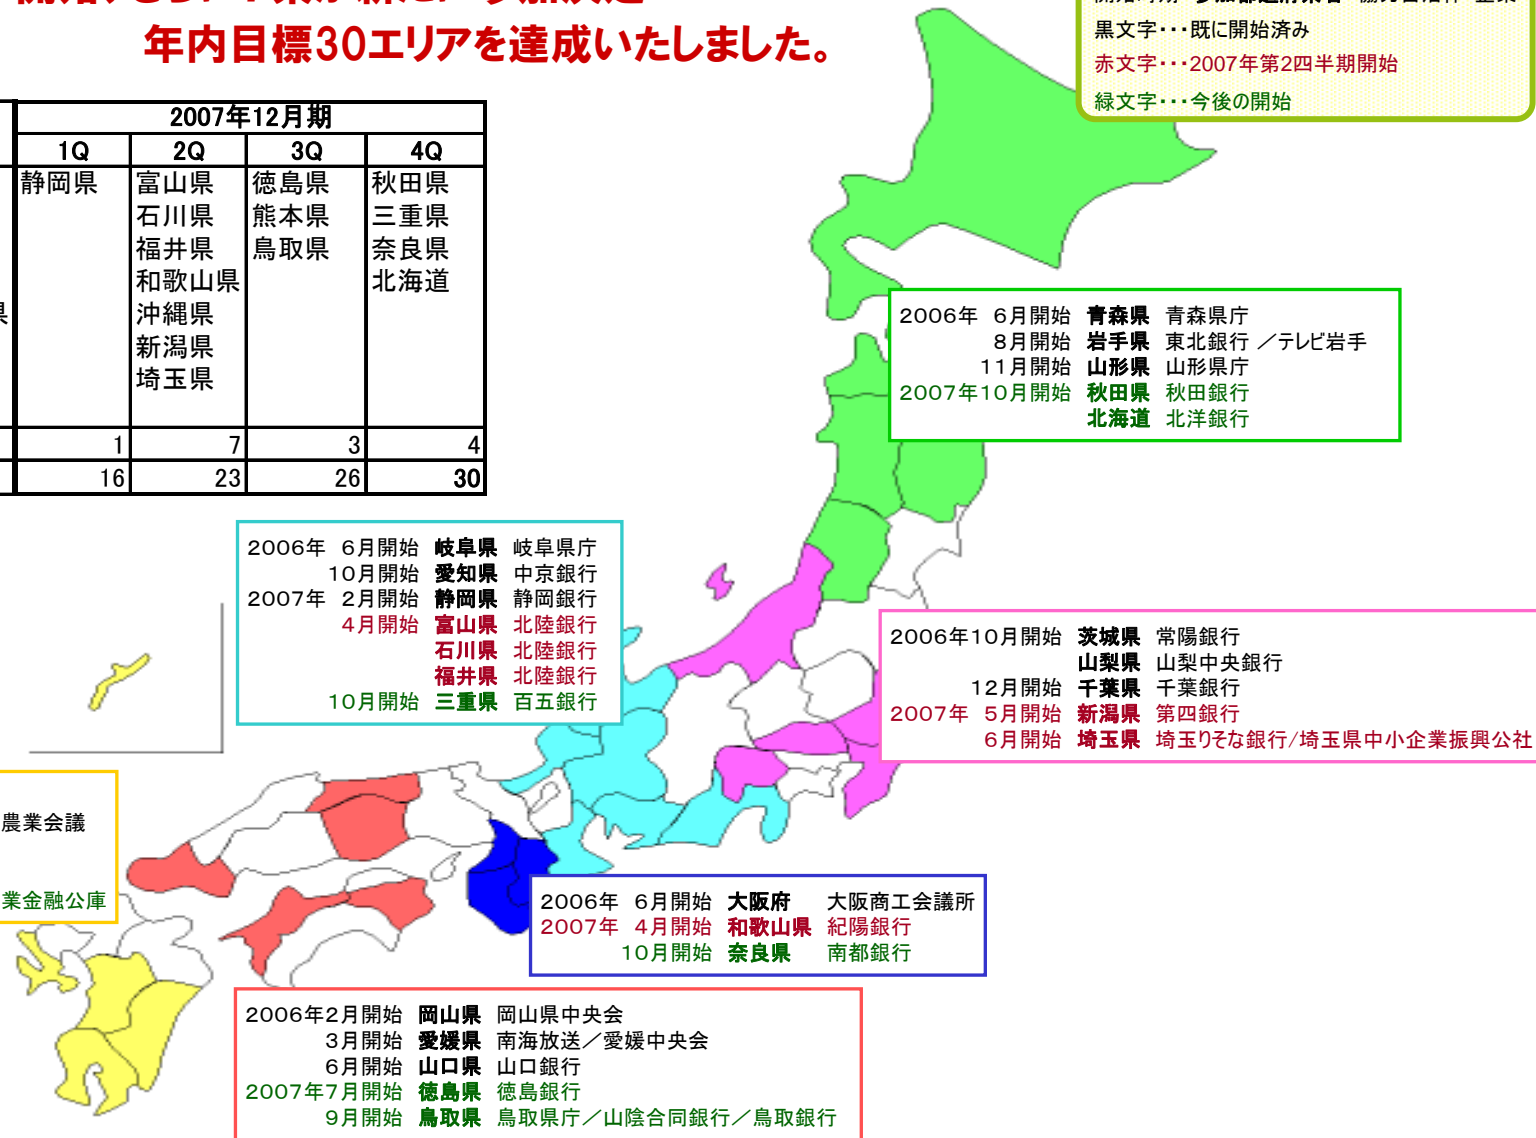 年内目標30エリアを達成いたしました。
黒文字・・・既に開始済み
赤文字・・・2007年第2四半期開始
緑文字・・・今後の開始
2007年12月期
1Q 2Q 3Q 4Q
静岡県 富山県 徳島県 秋田県
石川県 熊本県 三重県
福井県 鳥取県 奈良県
和歌山県 北海道
県 沖縄県
新潟県
埼玉県
1 7 3 4
16 23 26 30
2006年 6月開始 青森県 青森県庁
8月開始 岩手県 東北銀行／テレビ岩手
11月開始 山形県 山形県庁
2007年10月開始 秋田県 秋田銀行
北海道 北洋銀行
2006年 6月開始 岐阜県 岐阜県庁
10月開始 愛知県 中京銀行
2007年 2月開始 静岡県 静岡銀行
4月開始 富山県 北陸銀行
石川県 北陸銀行
福井県 北陸銀行
10月開始 三重県 百五銀行
2006年10月開始 茨城県 常陽銀行
山梨県 山梨中央銀行
12月開始 千葉県 千葉銀行
2007年 5月開始 新潟県 第四銀行
6月開始 埼玉県 埼玉りそな銀行/埼玉県中小企業振興公社
農業会議
業金融公庫
2006年 6月開始 大阪府 大阪商工会議所
2007年 4月開始 和歌山県 紀陽銀行
10月開始 奈良県 南都銀行
2006年2月開始 岡山県 岡山県中央会
3月開始 愛媛県 南海放送／愛媛中央会
6月開始 山口県 山口銀行
2007年7月開始 徳島県 徳島銀行
9月開始 鳥取県 鳥取県庁／山陰合同銀行／鳥取銀行